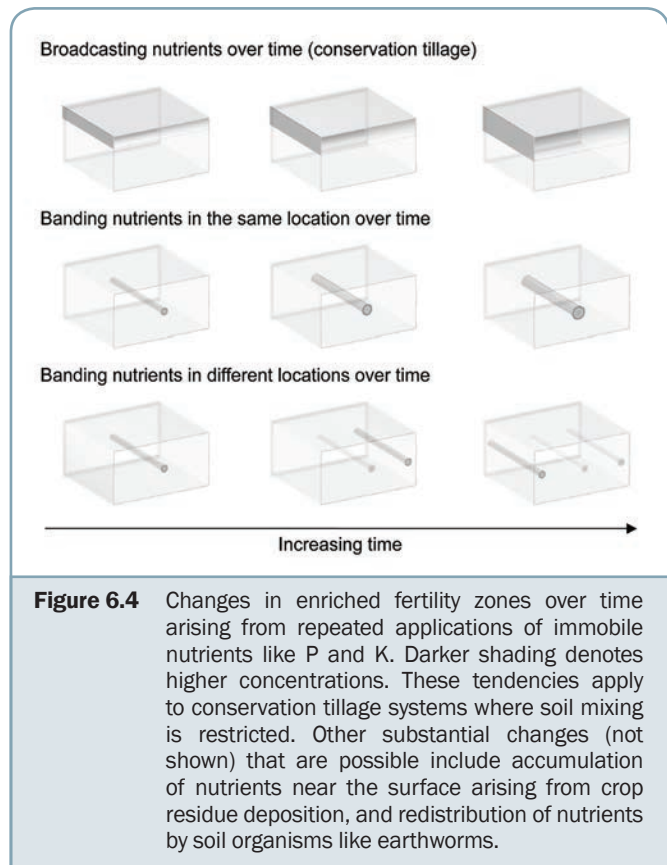 Broadcasting nutrients over time (conservation tillage)
Banding nutrients in the same location over time
Banding nutrients in different locations over time
Increasing time
Figure 6.4 Changes in enriched fertility zones over time
arising from repeated applications of immobile
nutrients like P and K. Darker shading denotes
higher concentrations. These tendencies apply
to conservation tillage systems where soil mixing
is restricted. Other substantial changes (not
shown) that are possible include accumulation
of nutrients near the surface arising from crop
residue deposition, and redistribution of nutrients
by soil organisms like earthworms.